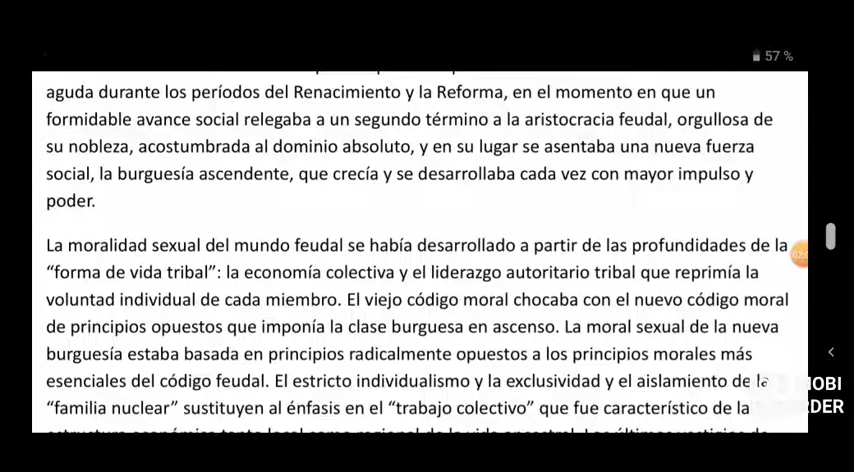 57 %
aguda durante los períodos del Renacimiento y la Reforma, en el momento en que un
formidable avance social relegaba a un segundo término a la aristocracia feudal, orgullosa de
su nobleza, acostumbrada al dominio absoluto, y en su lugar se asentaba una nueva fuerza
social, la burguesía ascendente, que crecía y se desarrollaba cada vez con mayor impulso y
poder.
La moralidad sexual del mundo feudal se había desarrollado a partir de las profundidades de la
“forma de vida tribal”: la economía colectiva y el liderazgo autoritario tribal que reprimía la
voluntad individual de cada miembro. El viejo código moral chocaba con el nuevo código moral
de principios opuestos que imponía la clase burguesa en ascenso. La moral sexual de la nueva
burguesía estaba basada en principios radicalmente opuestos a los principios morales más
esenciales del código feudal. El estricto individualismo y la exclusividad y el aislamiento de la
“familia nuclear” sustituyen al énfasis en el “trabajo colectivo” que fue característico de la